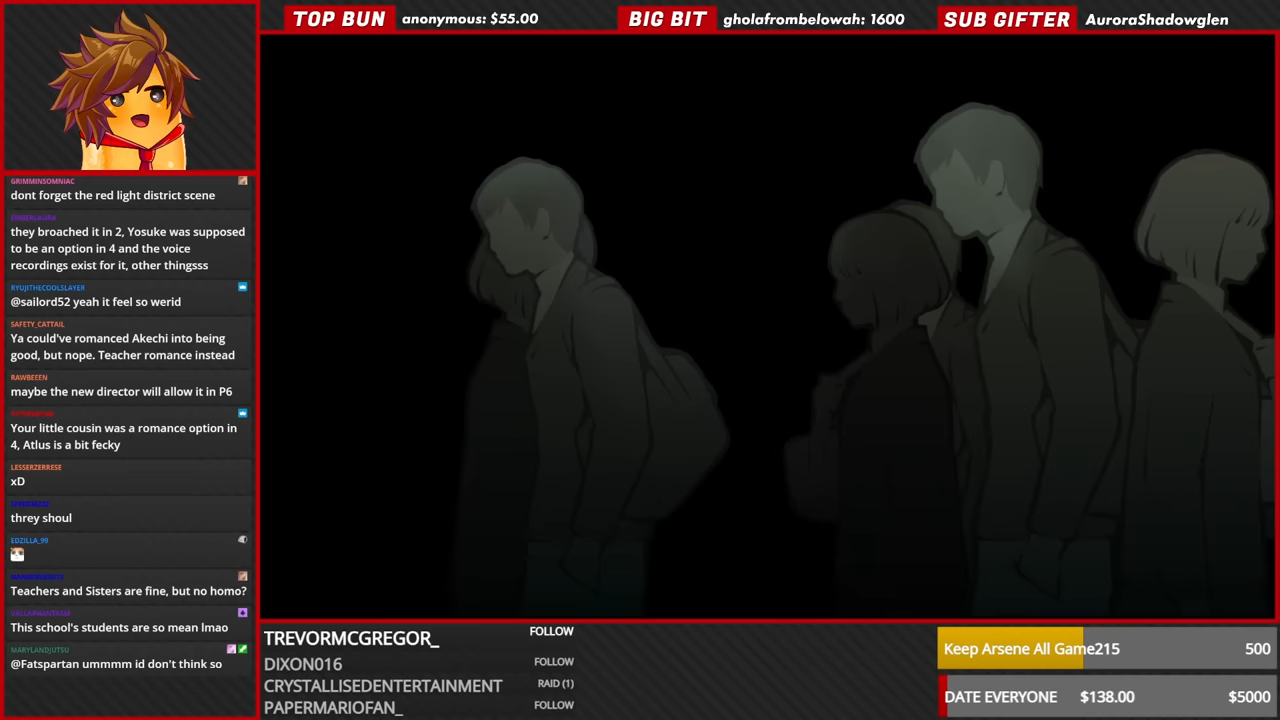 TOP BUN anonymous: $55.00 BIG BIT gholafrombelowah: 1600 SUB GIFTER AuroraShadowglen
GRIMMINSOMNIAC
dont forget the red light district scene
they broached it in 2, Yosuke was supposed
to be an option in 4 and the voice
recordings exist for it, other thingsss
RYUJITHECOOLSLAYER
@sailord52 yeah it feel so werid
SAFETY_CATTAIL
Ya could've romanced Akechi into being
good, but nope. Teacher romance instead
RAWBEEEN
maybe the new director will allow it in P6
Your little cousin was a romance option in
4, Atlus is a bit fecky
LESSERZERRESE
xD
threy shoul
EDZILLA_99
Teachers and Sisters are fine, but no homo?
This school's students are so mean lmao
MARYLANDJUTSU
@Fatspartan ummmm id don't think so
TREVORMCGREGOR_ FOLLOW
DIXON016 FOLLOW
CRYSTALLISEDENTERTAINMENT RAID (1)
PAPERMARIOFAN_ FOLLOW
Keep Arsene All Game215 500
DATE EVERYONE $138.00 $5000